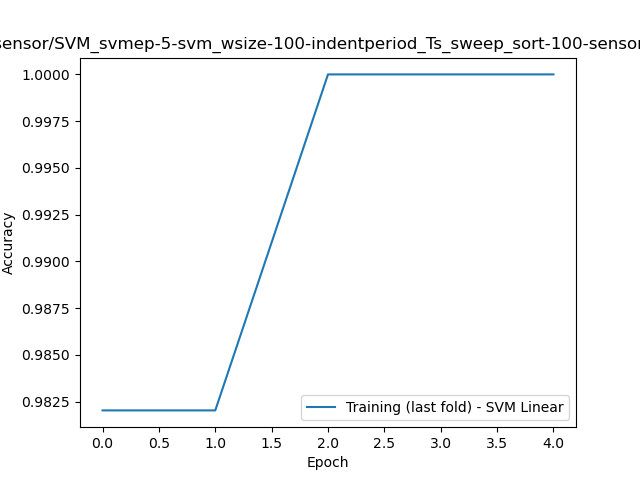 sensor/SVM_svmep-5-svm_wsize-100-indentperiod_Ts_sweep_sort-100-sensor
1.0000
0.9975
0.9950
0.9925
0.9900
0.9875
0.9850
0.9825
Accuracy
Training (last fold) - SVM Linear
0.0 0.5 1.0 1.5 2.0 2.5 3.0 3.5 4.0
Epoch